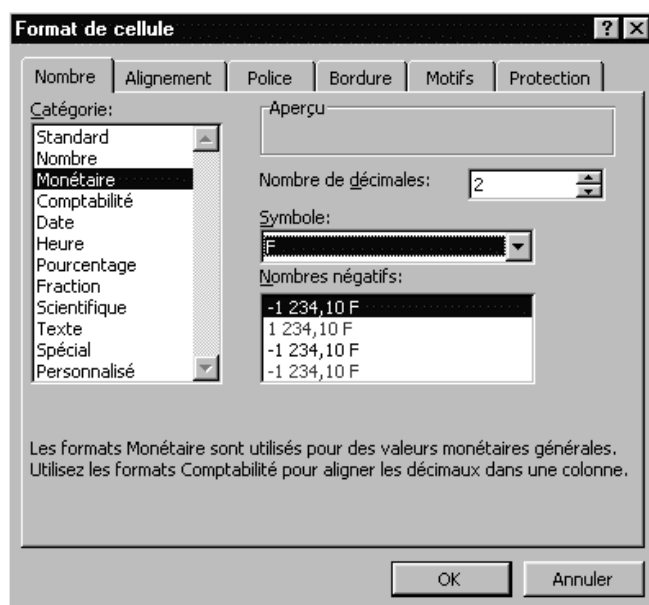 Format de cellule
Nombre Alignement Police Bordure Motifs Protection
Catégorie:
Standard
Nombre
Monétaire
Comptabilité
Date
Heure
Pourcentage
Fraction
Scientifique
Texte
Spécial
Personnalisé
Aperçu
Nombre de décimales: 2
Symbole:
F
Nombres négatifs:
-1 234,10 F
1 234,10 F
-1 234,10 F
-1 234,10 F
Les formats Monétaire sont utilisés pour des valeurs monétaires générales.
Utilisez les formats Comptabilité pour aligner les décimaux dans une colonne.
OK Annuler